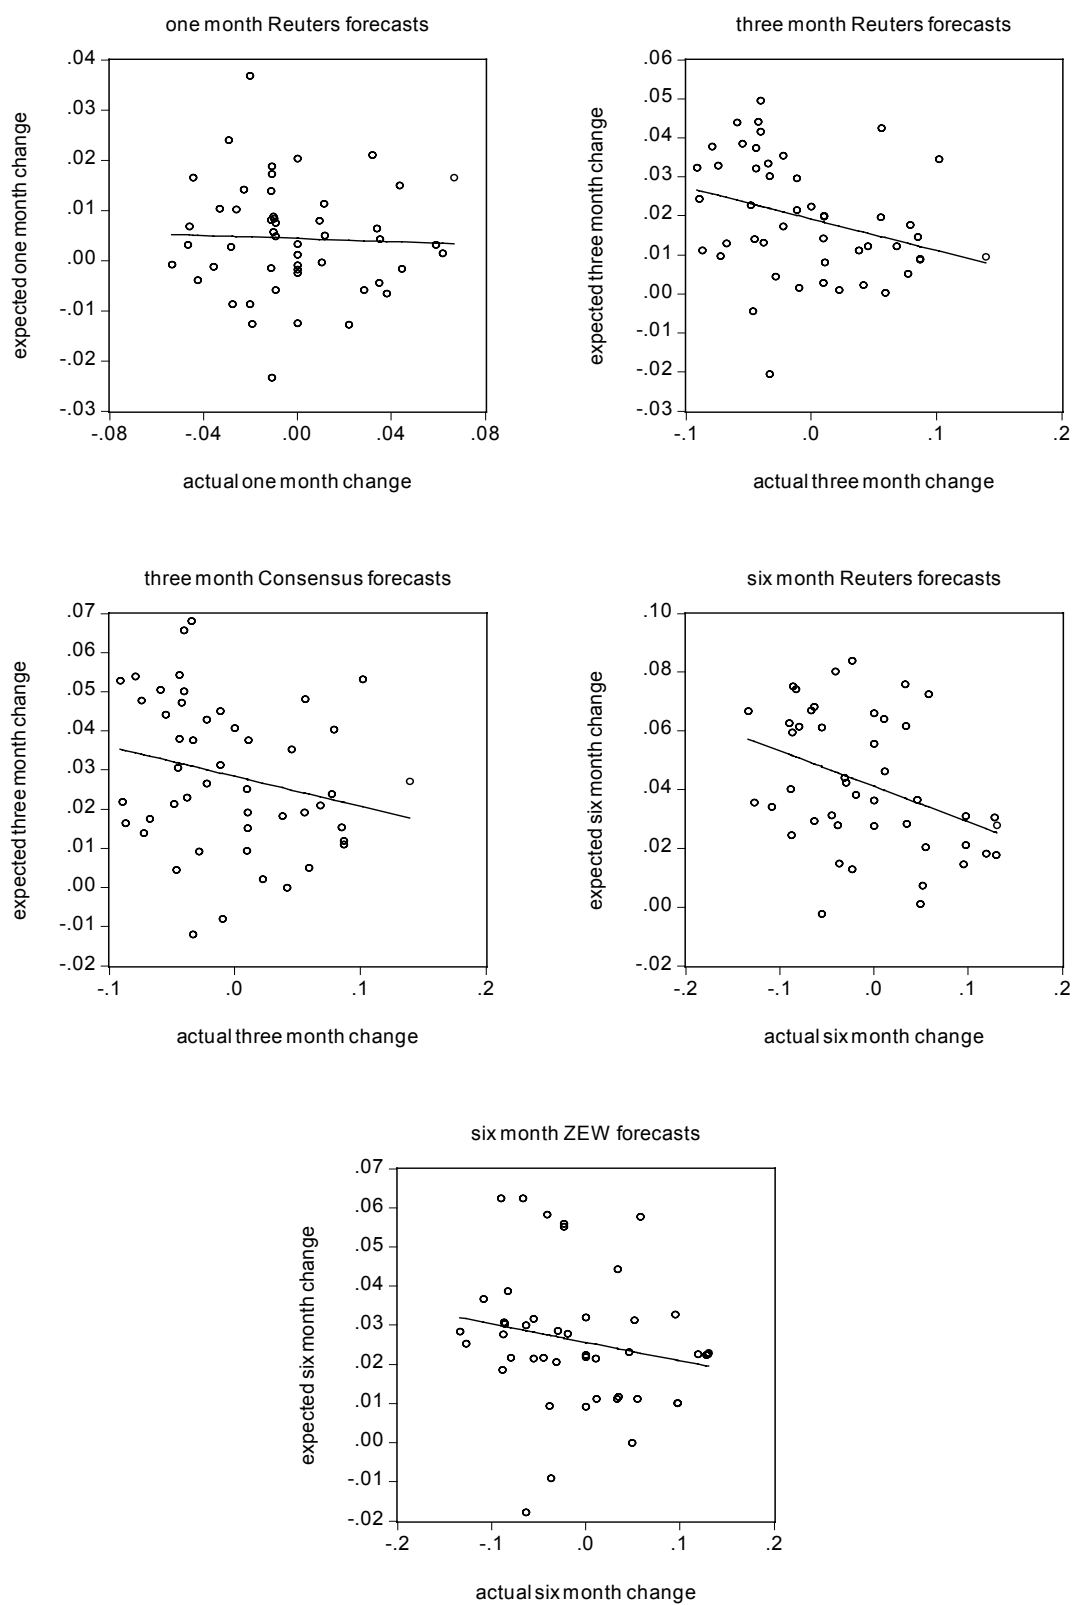 one month Reuters forecasts
.04
.03
.02
.01
.00
-.01
-.02
-.03
expected one month change
-.08 -.04 .00 .04 .08
actual one month change
three month Reuters forecasts
.06
.05
.04
.03
.02
.01
.00
-.01
-.02
-.03
expected three month change
-.1 .0 .1 .2
actual three month change
three month Consensus forecasts
.07
.06
.05
.04
.03
.02
.01
.00
-.01
-.02
expected three month change
-.1 .0 .1 .2
actual three month change
six month Reuters forecasts
.10
.08
.06
.04
.02
.00
-.02
expected six month change
-.2 -.1 .0 .1 .2
actual six month change
six month ZEW forecasts
.07
.06
.05
.04
.03
.02
.01
.00
-.01
-.02
expected six month change
-.2 -.1 .0 .1 .2
actual six month change